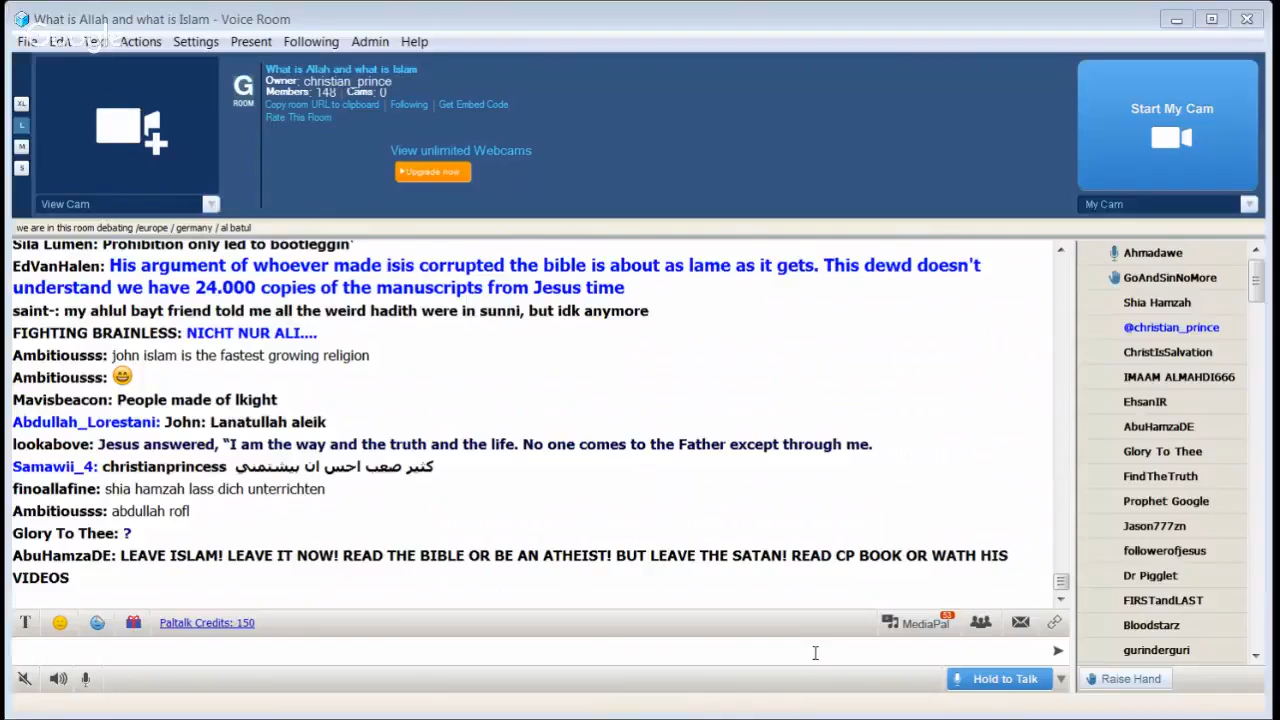 What is Allah and what is Islam - Voice Room
Google
File Edit Text Actions Settings Present Following Admin Help
What is Allah and what is Islam
Owner: christian_prince
Members: 148 Cams: 0
Copy room URL to clipboard | Following | Get Embed Code
Rate This Room
G
ROOM
View unlimited Webcams
Upgrade now
Start My Cam
XL
L
M
S
View Cam
My Cam
we are in this room debating /europe / germany / al batul
Sila Lumen: Prohibition only led to bootleggin'
EdVanHalen: His argument of whoever made isis corrupted the bible is about as lame as it gets. This dewd doesn't
understand we have 24.000 copies of the manuscripts from Jesus time
saint-: my ahlul bayt friend told me all the weird hadith were in sunni, but idk anymore
FIGHTING BRAINLESS: NICHT NUR ALI....
Ambitiousss: john islam is the fastest growing religion
Ambitiousss:
Mavisbeacon: People made of lkight
Abdullah_Lorestani: John: Lanatullah aleik
lookabove: Jesus answered, “I am the way and the truth and the life. No one comes to the Father except through me.
Samawii_4: christianprincess كثير صعب احس ان بيشتمني
finoallafine: shia hamzah lass dich unterrichten
Ambitiousss: abdullah rofl
Glory To Thee: ?
AbuHamzaDE: LEAVE ISLAM! LEAVE IT NOW! READ THE BIBLE OR BE AN ATHEIST! BUT LEAVE THE SATAN! READ CP BOOK OR WATH HIS
VIDEOS
Ahmadawe
GoAndSinNoMore
Shia Hamzah
@christian_prince
ChristIsSalvation
IMAAM ALMAHDI666
EhsanIR
AbuHamzaDE
Glory To Thee
FindTheTruth
Prophet Google
Jason777zn
followerofjesus
Dr Pigglet
FIRSTandLAST
Bloodstarz
gurinderguri
T
Paltalk Credits: 150
MediaPal
53
Hold to Talk
Raise Hand